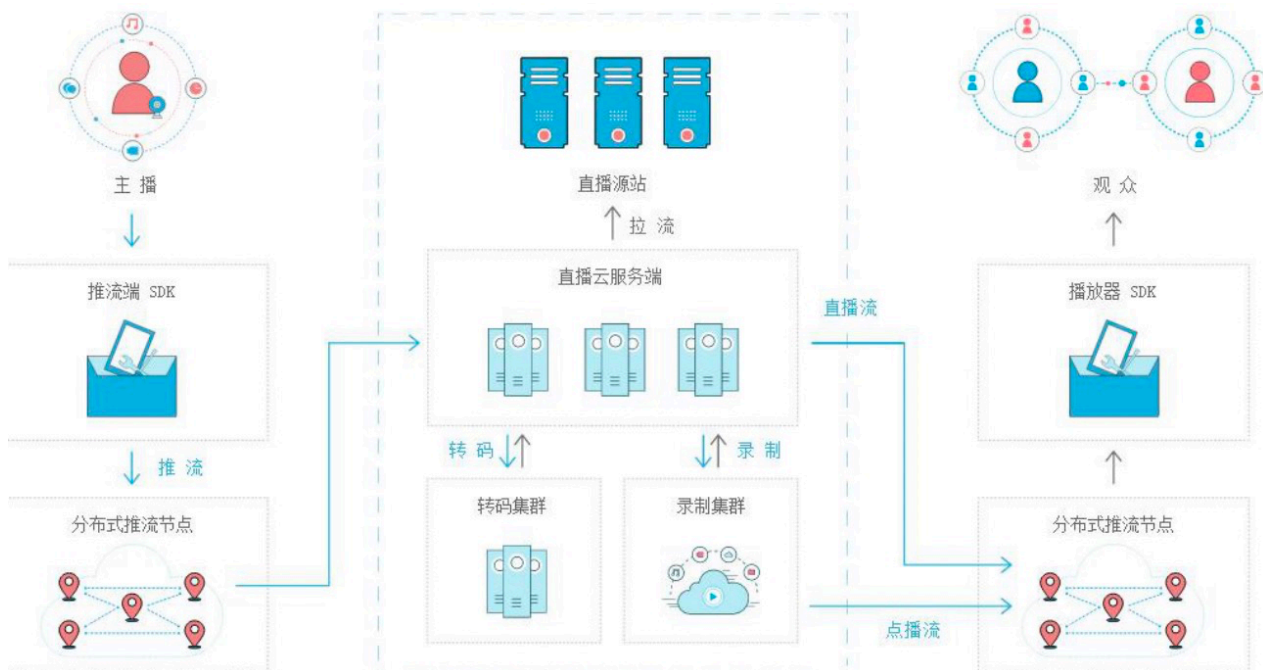 主 播
推流端 SDK
推 流
分布式推流节点
直播源站
拉 流
直播云服务端
转 码
录 制
转码集群
录制集群
直播流
点播流
观 众
播放器 SDK
分布式推流节点